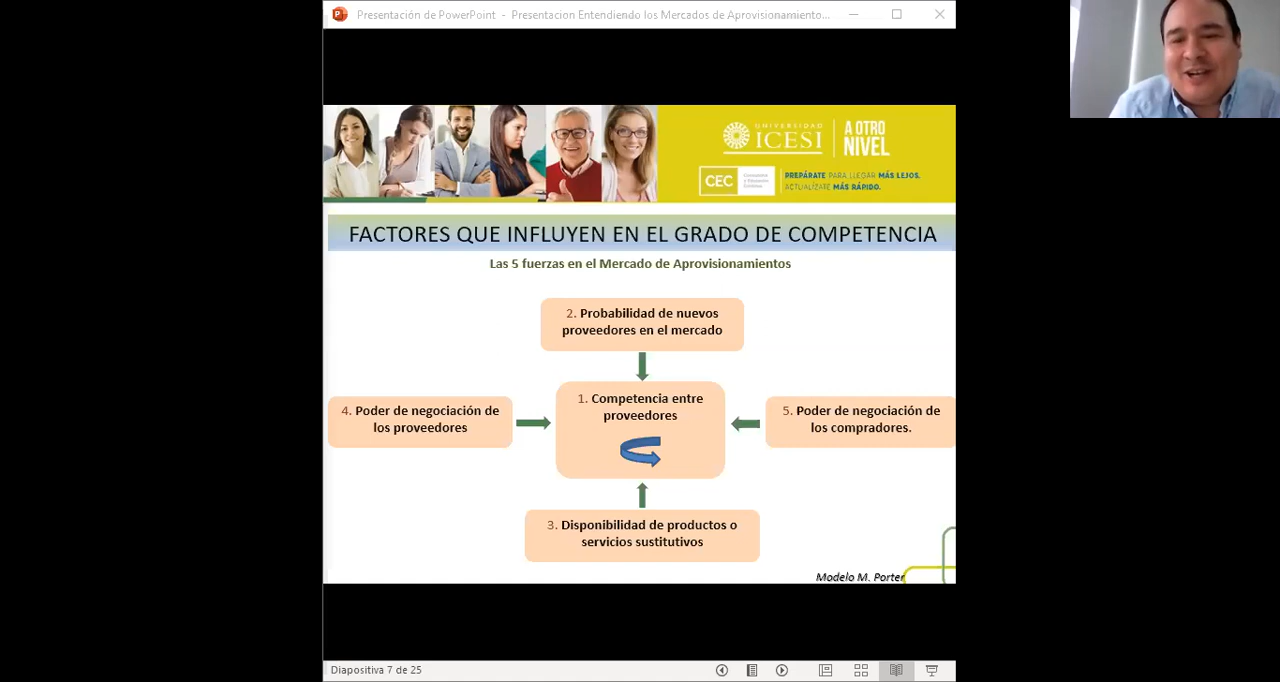 Presentación de PowerPoint - Presentacion Entendiendo los Mercados de Aprovisionamiento...
UNIVERSIDAD
ICESI
A OTRO
NIVEL
CEC
PREPÁRATE PARA LLEGAR MÁS LEJOS.
ACTUALÍZATE MÁS RÁPIDO.
FACTORES QUE INFLUYEN EN EL GRADO DE COMPETENCIA
Las 5 fuerzas en el Mercado de Aprovisionamientos
2. Probabilidad de nuevos
proveedores en el mercado
4. Poder de negociación de
los proveedores
1. Competencia entre
proveedores
5. Poder de negociación de
los compradores.
3. Disponibilidad de productos o
servicios sustitutivos
Modelo M. Porter
Diapositiva 7 de 25